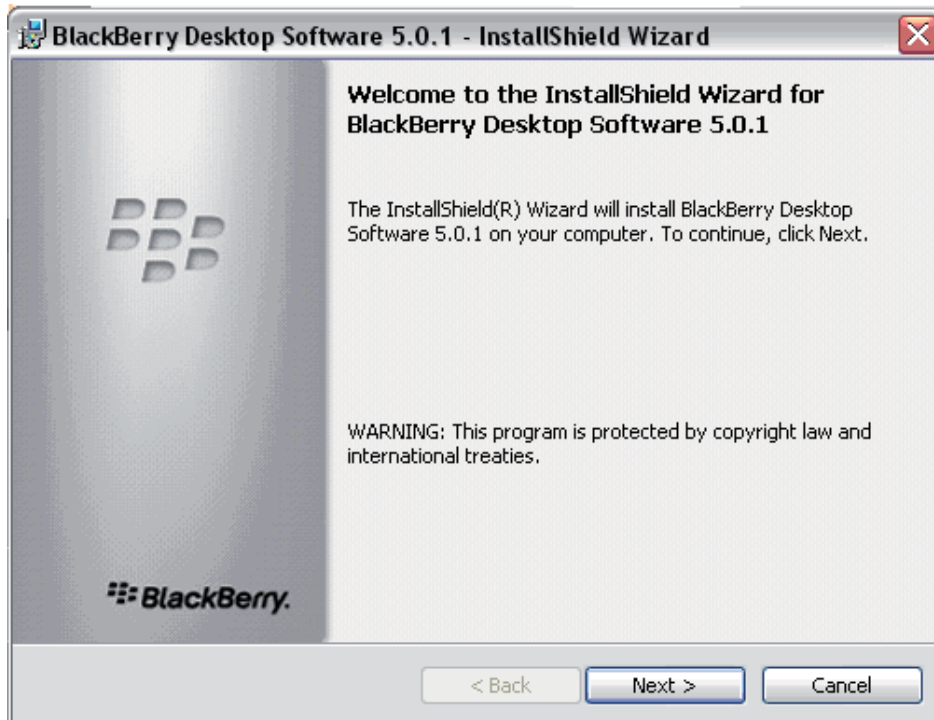 BlackBerry Desktop Software 5.0.1 - InstallShield Wizard
Welcome to the InstallShield Wizard for
BlackBerry Desktop Software 5.0.1
The InstallShield(R) Wizard will install BlackBerry Desktop
Software 5.0.1 on your computer. To continue, click Next.
WARNING: This program is protected by copyright law and
international treaties.
BlackBerry.
< Back
Next >
Cancel